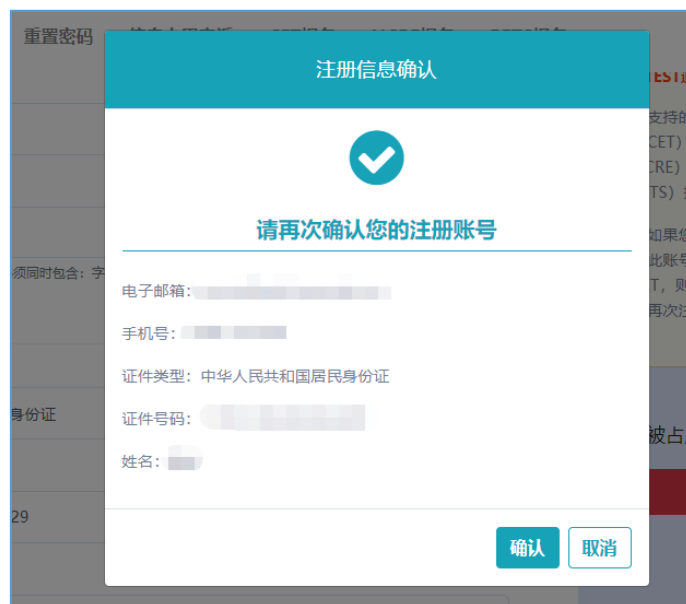 重置密码
注册信息确认
请再次确认您的注册账号
电子邮箱:
手机号:
证件类型: 中华人民共和国居民身份证
证件号码:
姓名:
确认 取消
须同时包含: 字
身份证
29
支持的
CET)
CRE)
TS)
如果您
此账号
T, 则
再次注
被占